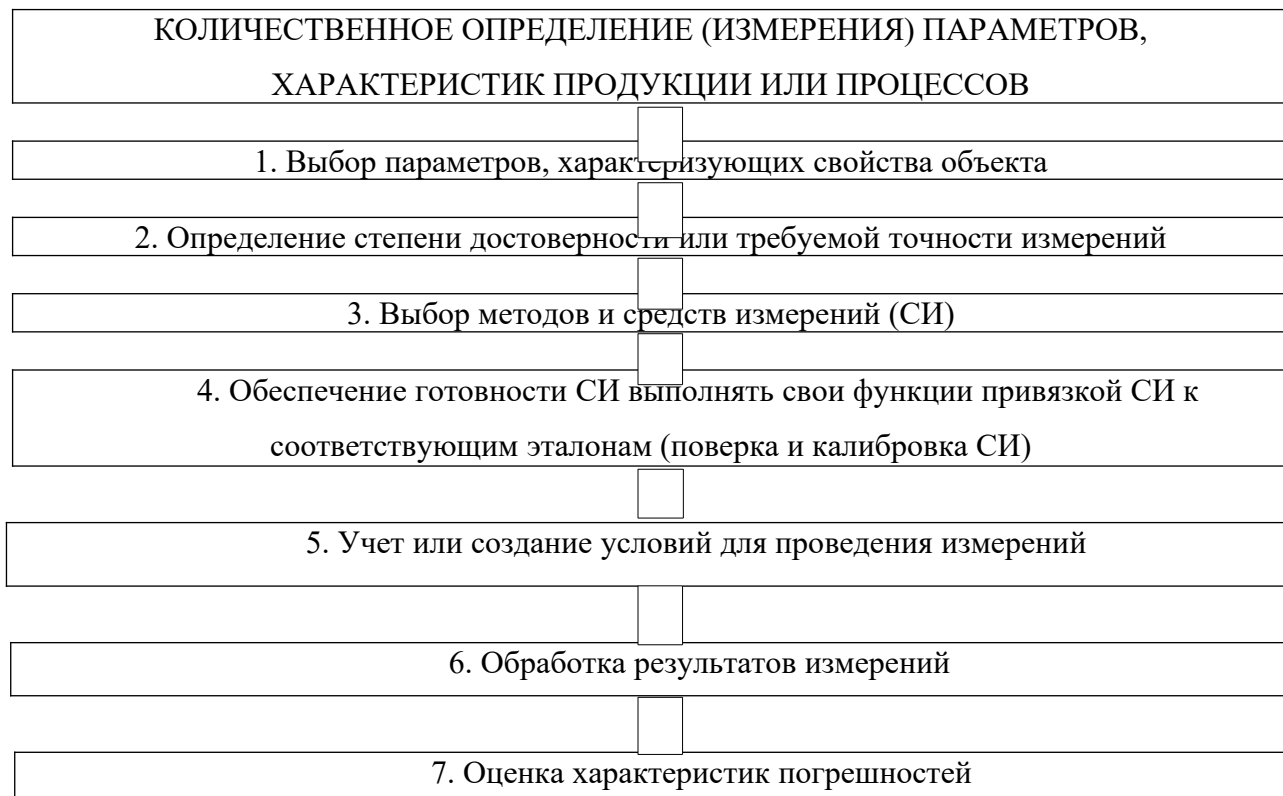 КОЛИЧЕСТВЕННОЕ ОПРЕДЕЛЕНИЕ (ИЗМЕРЕНИЯ) ПАРАМЕТРОВ,
ХАРАКТЕРИСТИК ПРОДУКЦИИ ИЛИ ПРОЦЕССОВ
1. Выбор параметров, характеризующих свойства объекта
2. Определение степени достоверности или требуемой точности измерений
3. Выбор методов и средств измерений (СИ)
4. Обеспечение готовности СИ выполнять свои функции привязкой СИ к
соответствующим эталонам (поверка и калибровка СИ)
5. Учет или создание условий для проведения измерений
6. Обработка результатов измерений
7. Оценка характеристик погрешностей